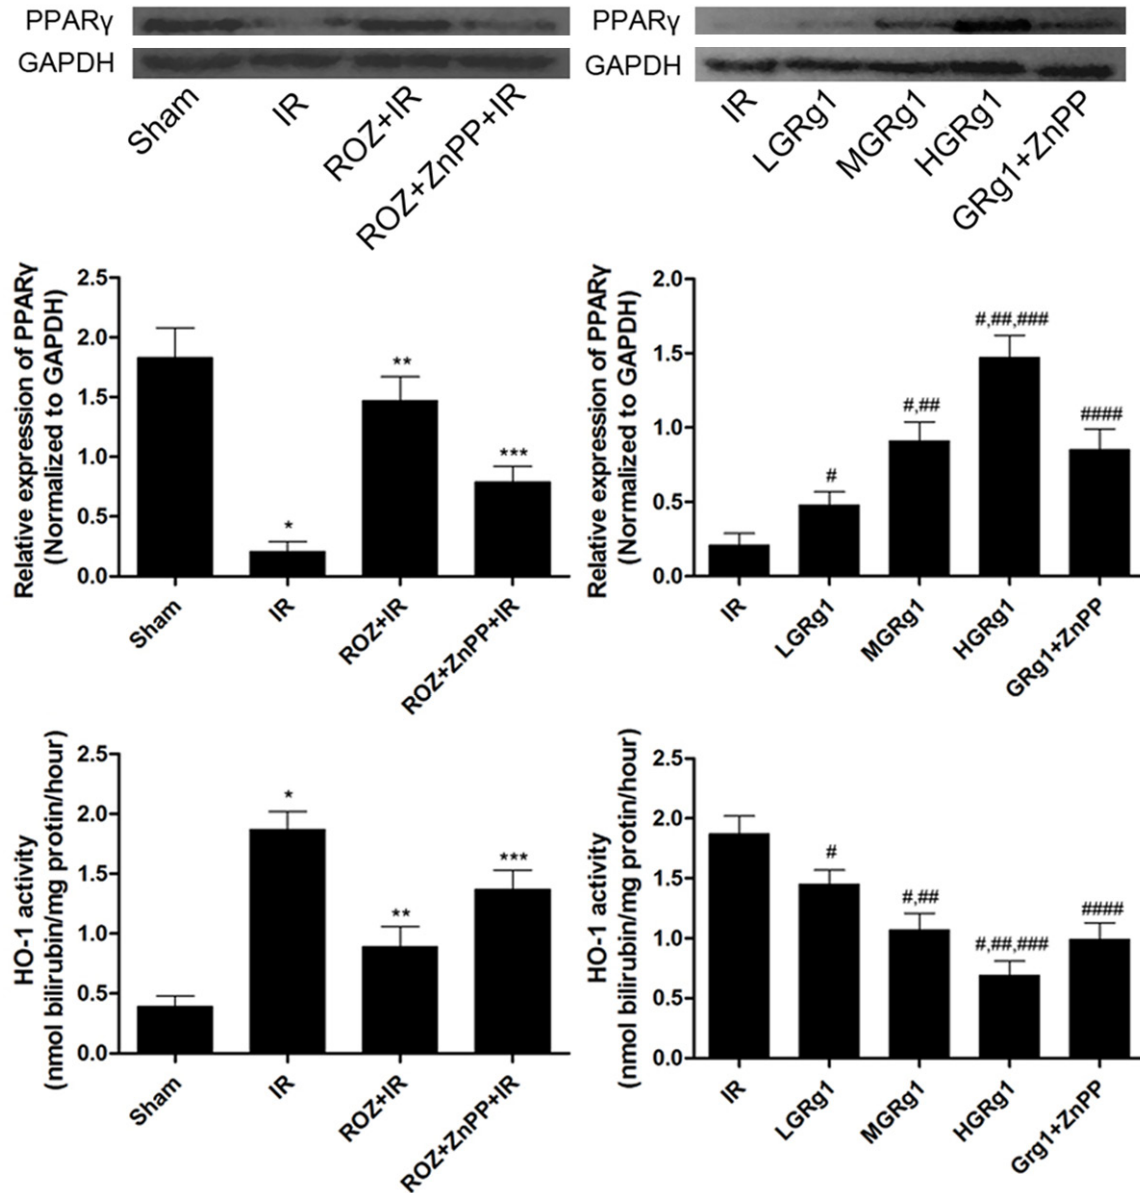 PPARγ
GAPDH
Sham
IR
ROZ+IR
ROZ+ZnPP+IR
PPARγ
GAPDH
IR
LGRg1
MGRg1
HGRg1
GRg1+ZnPP
Relative expression of PPARγ
(Normalized to GAPDH)
2.5
2.0
1.5
1.0
0.5
0.0
*
**
***
Sham
IR
ROZ+IR
ROZ+ZnPP+IR
Relative expression of PPARγ
(Normalized to GAPDH)
2.0
1.5
1.0
0.5
0.0
#
#,##
#,##,###
####
IR
LGRg1
MGRg1
HGRg1
GRg1+ZnPP
HO-1 activity
(nmol bilirubin/mg protin/hour)
2.5
2.0
1.5
1.0
0.5
0.0
*
**
***
Sham
IR
ROZ+IR
ROZ+ZnPP+IR
HO-1 activity
(nmol bilirubin/mg protin/hour)
2.5
2.0
1.5
1.0
0.5
0.0
#
#,##
#,##,###
####
IR
LGRg1
MGRg1
HGRg1
Grg1+ZnPP